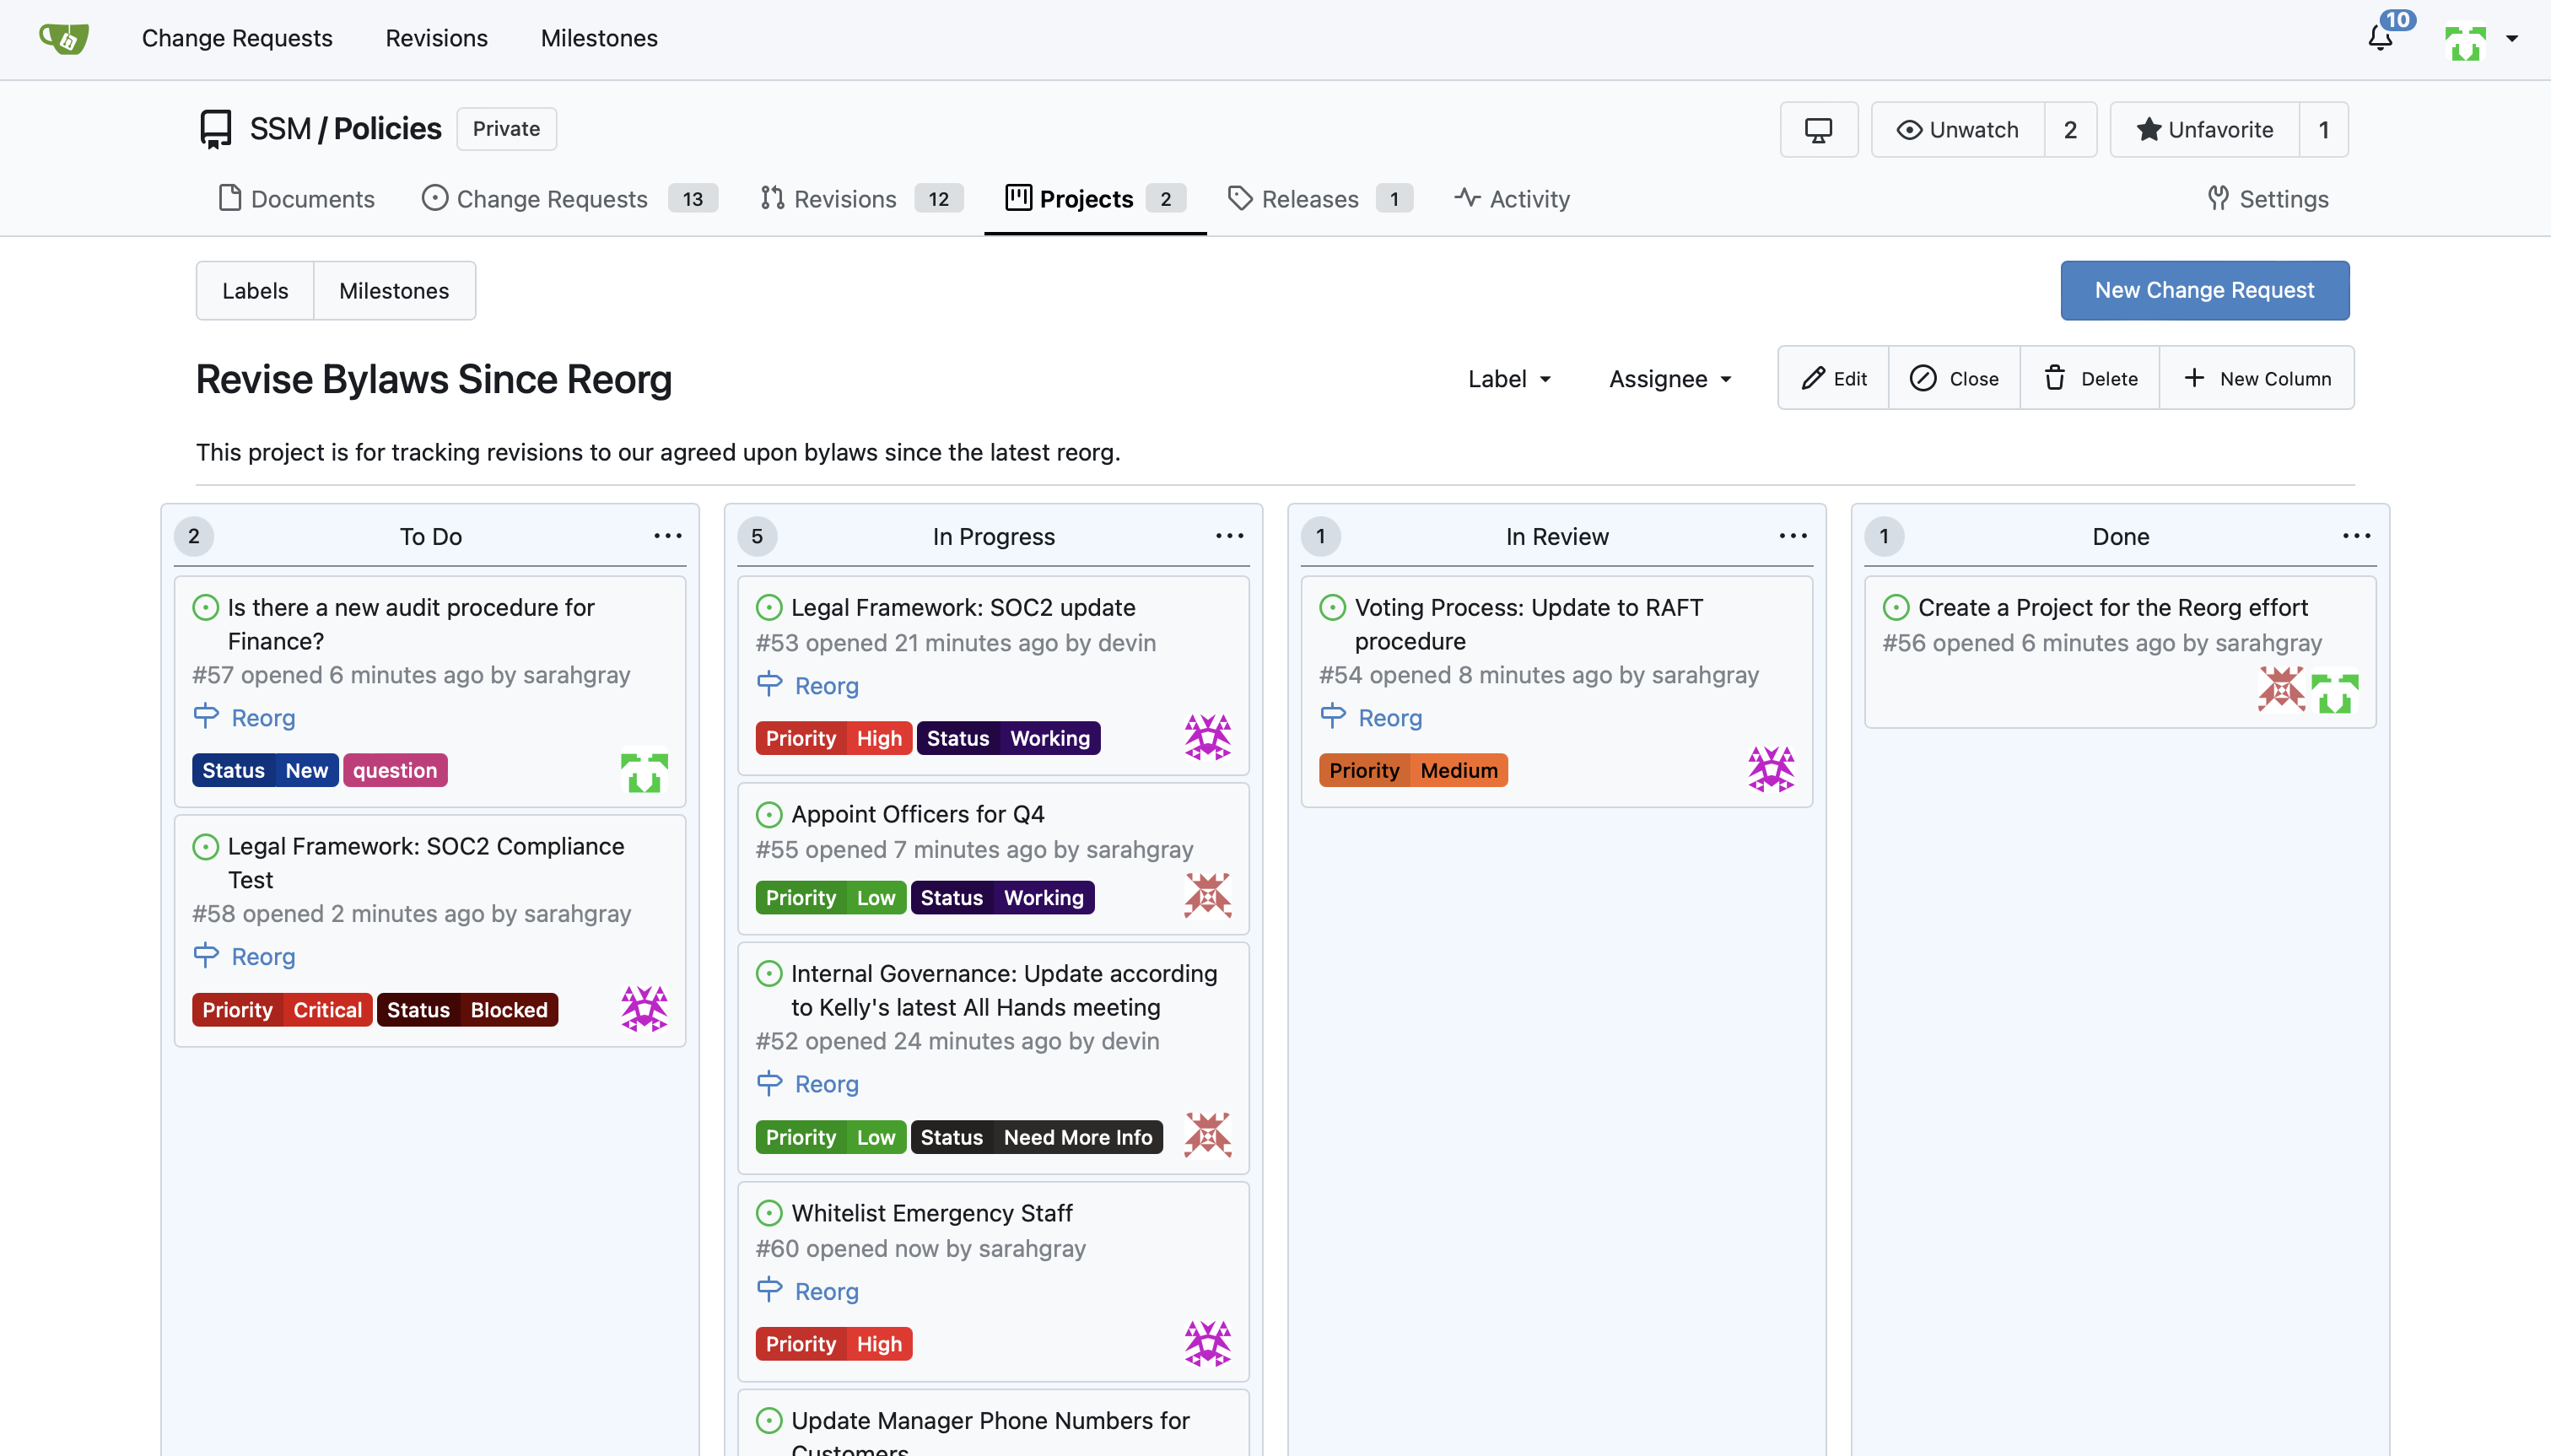 Change Requests Revisions Milestones 10
SSM / Policies Private
Unwatch 2 Unfavorite 1
Documents Change Requests 13 Revisions 12 Projects 2 Releases 1 Activity Settings
Labels Milestones New Change Request
Revise Bylaws Since Reorg
Label Assignee Edit Close Delete New Column
This project is for tracking revisions to our agreed upon bylaws since the latest reorg.
2 To Do ...
Is there a new audit procedure for
Finance?
#57 opened 6 minutes ago by sarahgray
Reorg
Status New question
Legal Framework: SOC2 Compliance
Test
#58 opened 2 minutes ago by sarahgray
Reorg
Priority Critical Status Blocked
5 In Progress ...
Legal Framework: SOC2 update
#53 opened 21 minutes ago by devin
Reorg
Priority High Status Working
Appoint Officers for Q4
#55 opened 7 minutes ago by sarahgray
Priority Low Status Working
Internal Governance: Update according
to Kelly's latest All Hands meeting
#52 opened 24 minutes ago by devin
Reorg
Priority Low Status Need More Info
Whitelist Emergency Staff
#60 opened now by sarahgray
Reorg
Priority High
Update Manager Phone Numbers for
Customers
1 In Review ...
Voting Process: Update to RAFT
procedure
#54 opened 8 minutes ago by sarahgray
Reorg
Priority Medium
1 Done ...
Create a Project for the Reorg effort
#56 opened 6 minutes ago by sarahgray